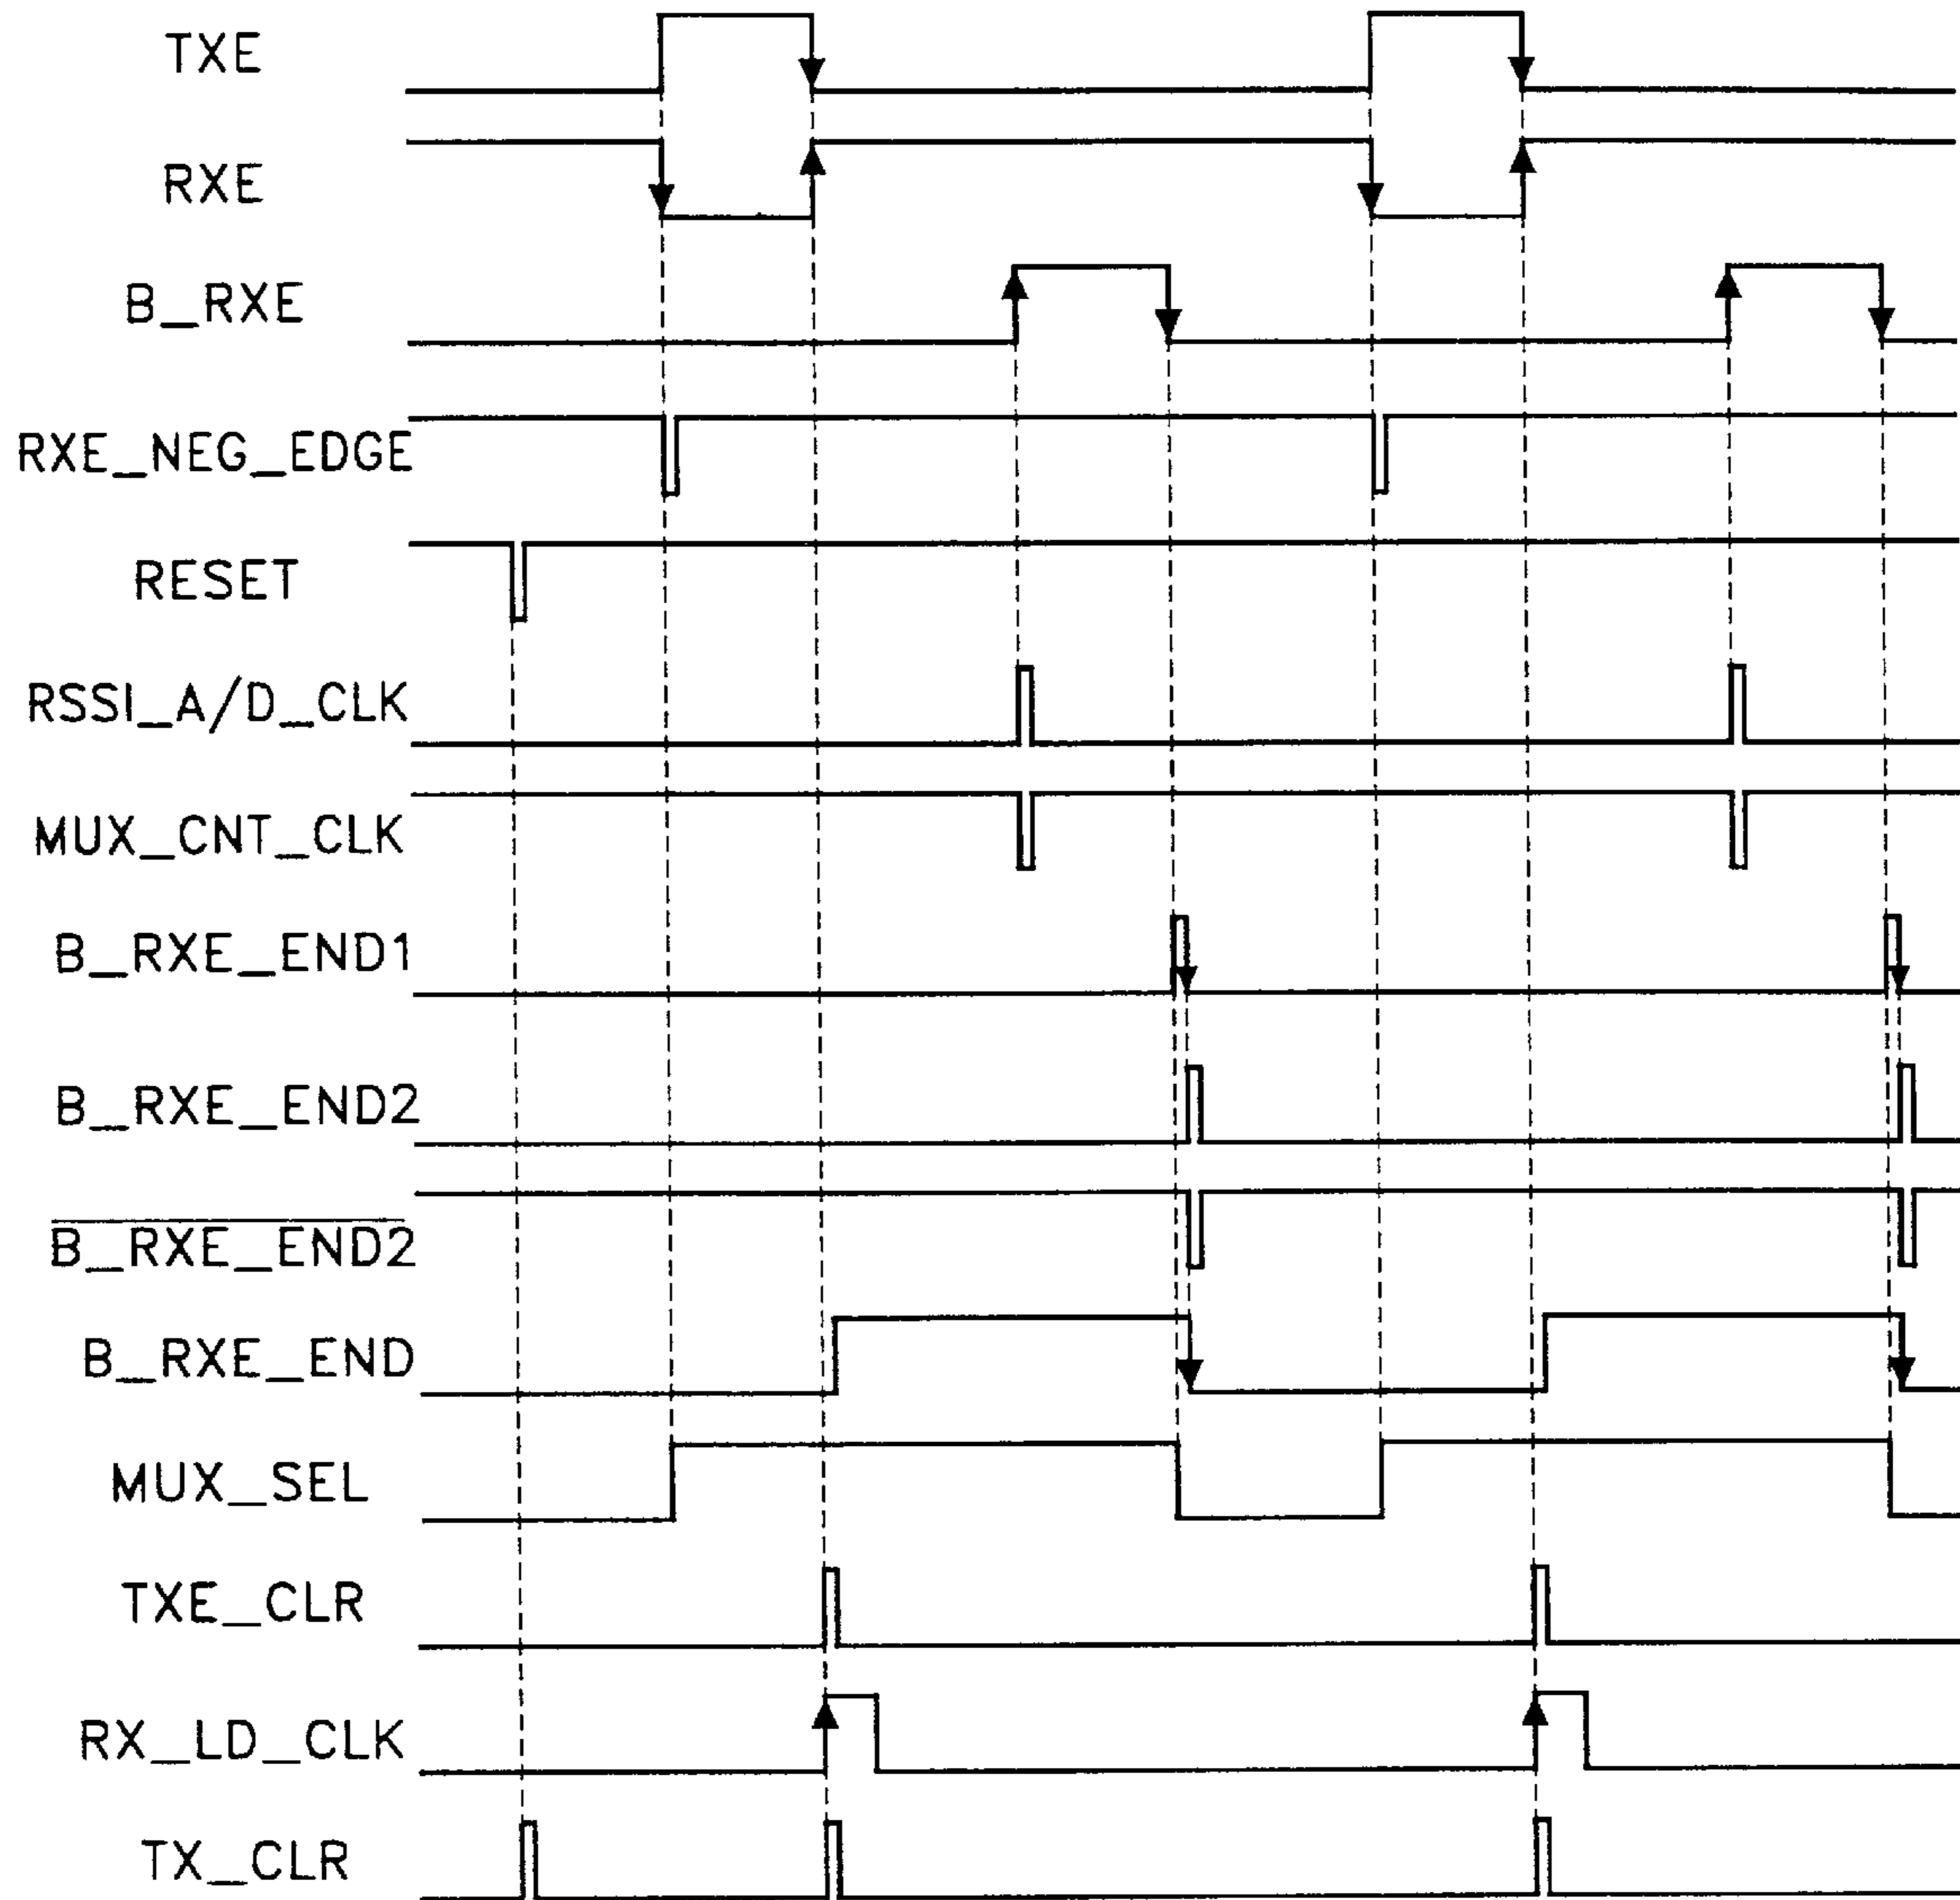 TXE
RXE
B_RXE
RXE_NEG_EDGE
RESET
RSSI_A/D_CLK
MUX_CNT_CLK
B_RXE_END1
B_RXE_END2
B_RXE_END2
B_RXE_END
MUX_SEL
TXE_CLR
RX_LD_CLK
TX_CLR